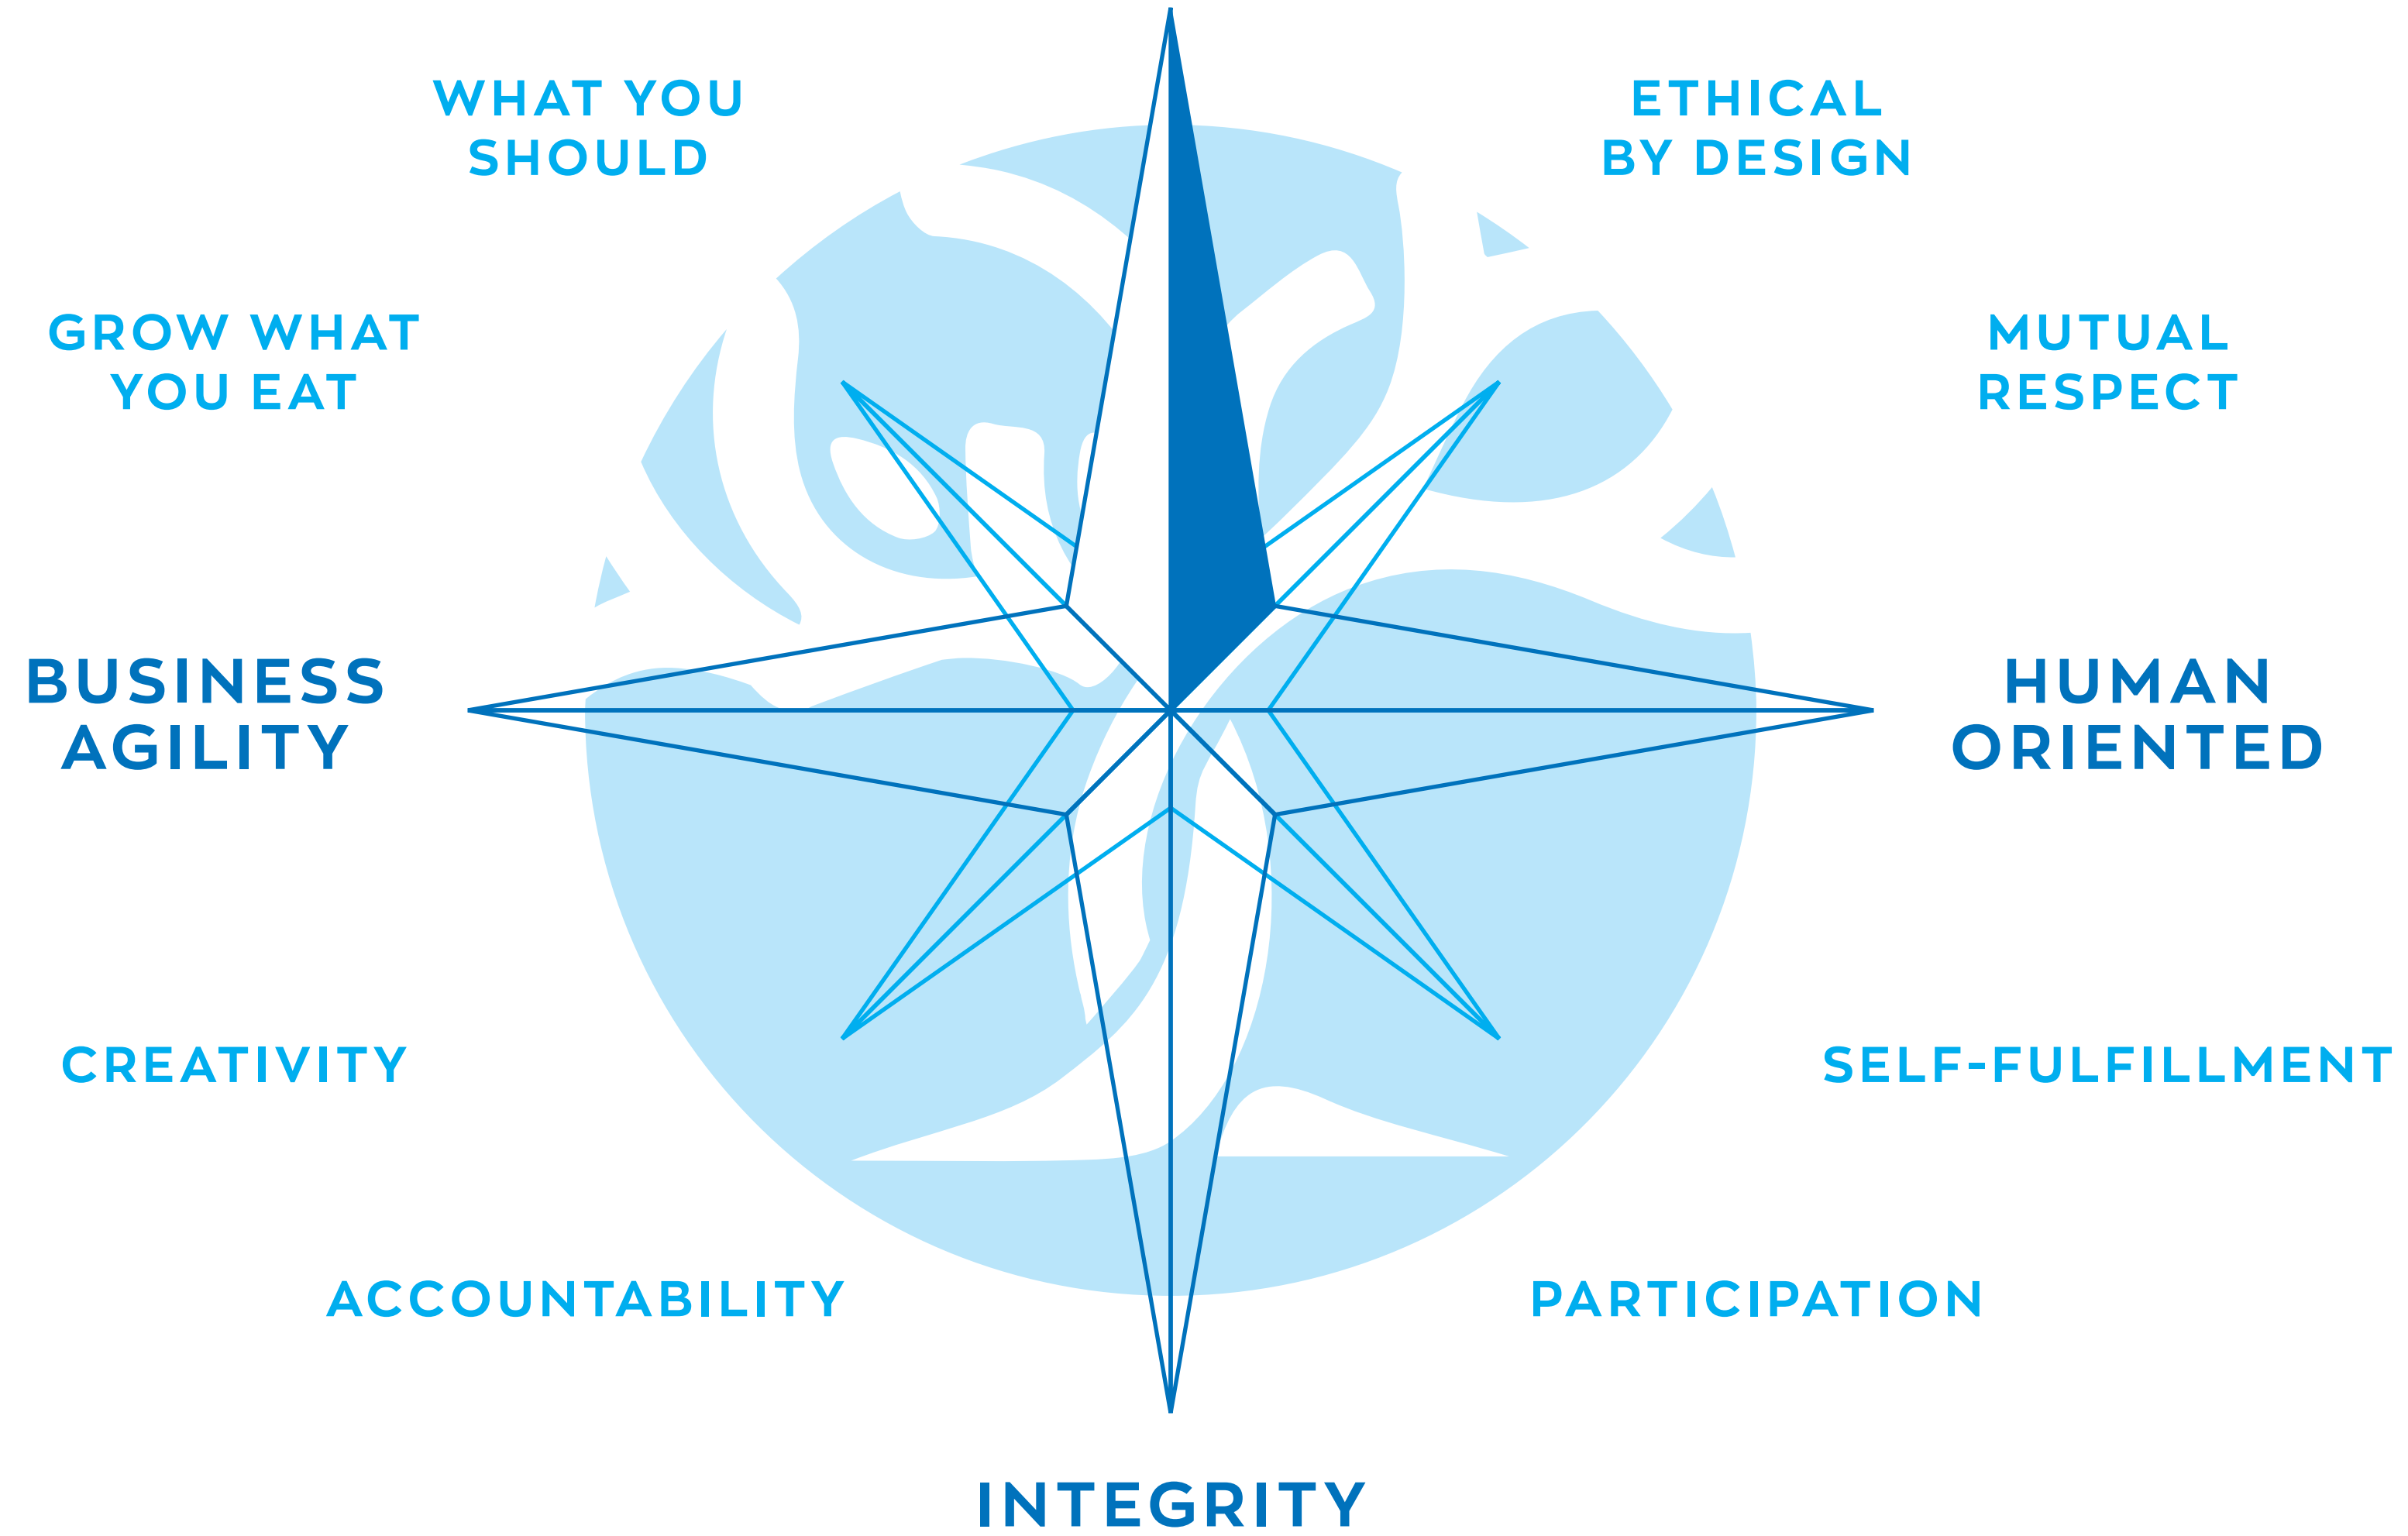 WHAT YOU
SHOULD
ETHICAL
BY DESIGN
GROW WHAT
YOU EAT
MUTUAL
RESPECT
BUSINESS
AGILITY
HUMAN
ORIENTED
CREATIVITY
SELF-FULFILLMENT
ACCOUNTABILITY
PARTICIPATION
INTEGRITY